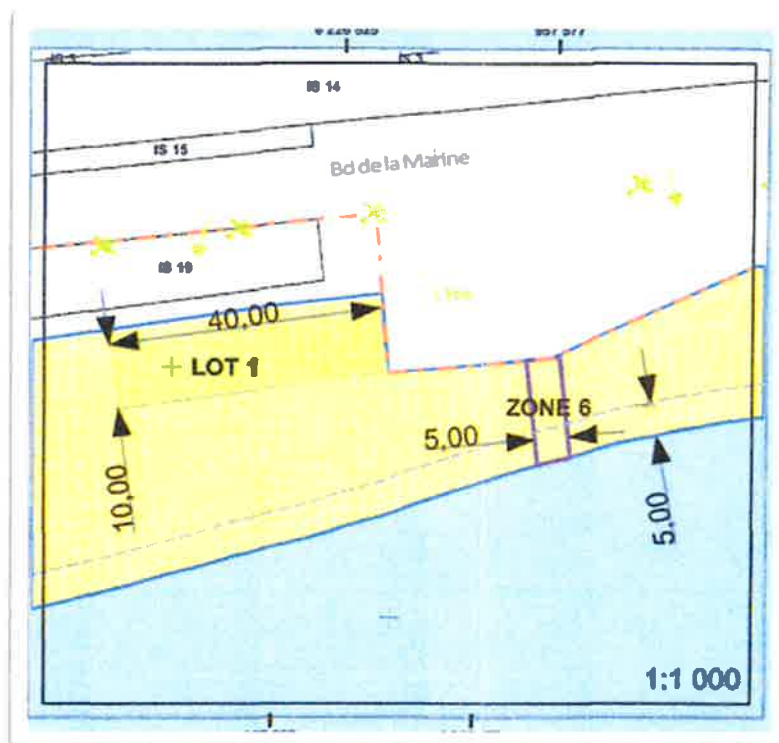 IS 14
IS 15
Bd de la Marine
IS 19
40,00
LOT 1
ZONE 6
5,00
10,00
5,00
1:1 000